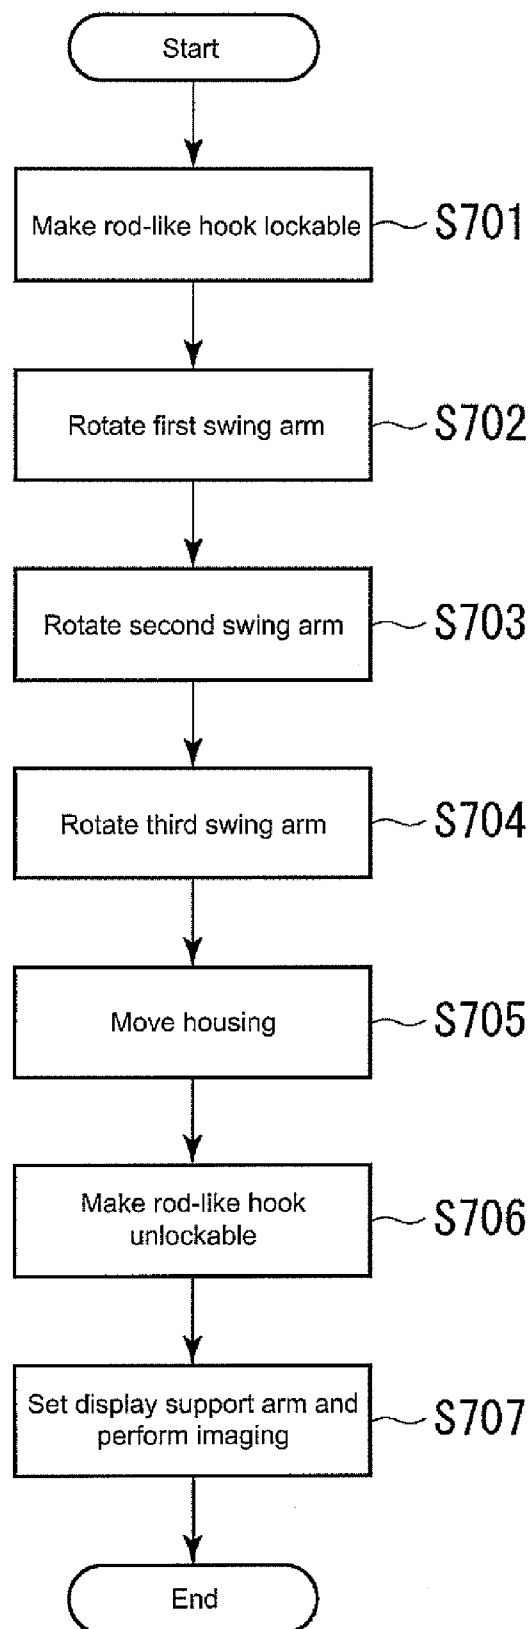 Start
Make rod-like hook lockable
S701
Rotate first swing arm
S702
Rotate second swing arm
S703
Rotate third swing arm
S704
Move housing
S705
Make rod-like hook
unlockable
S706
Set display support arm and
perform imaging
S707
End